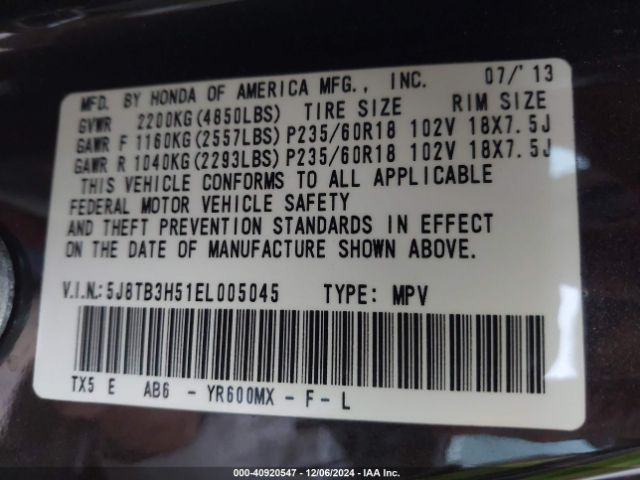 MFD. BY HONDA OF AMERICA MFG., INC. 07/'13
GVWR 2200KG(4850LBS) TIRE SIZE RIM SIZE
GAWR F 1160KG(2557LBS)P235/60R18 102V 18X7.5J
GAWR R 1040KG(2293LBS)P235/60R18 102V 18X7.5J
THIS VEHICLE CONFORMS TO ALL APPLICABLE
FEDERAL MOTOR VEHICLE SAFETY
AND THEFT PREVENTION STANDARDS IN EFFECT
ON THE DATE OF MANUFACTURE SHOWN ABOVE.
V.I.N.:5J8TB3H51EL005045 TYPE: MPV
TX5 E AB6 - YR600MX - F - L
000-40920547 - 12/06/2024 - IAA Inc.